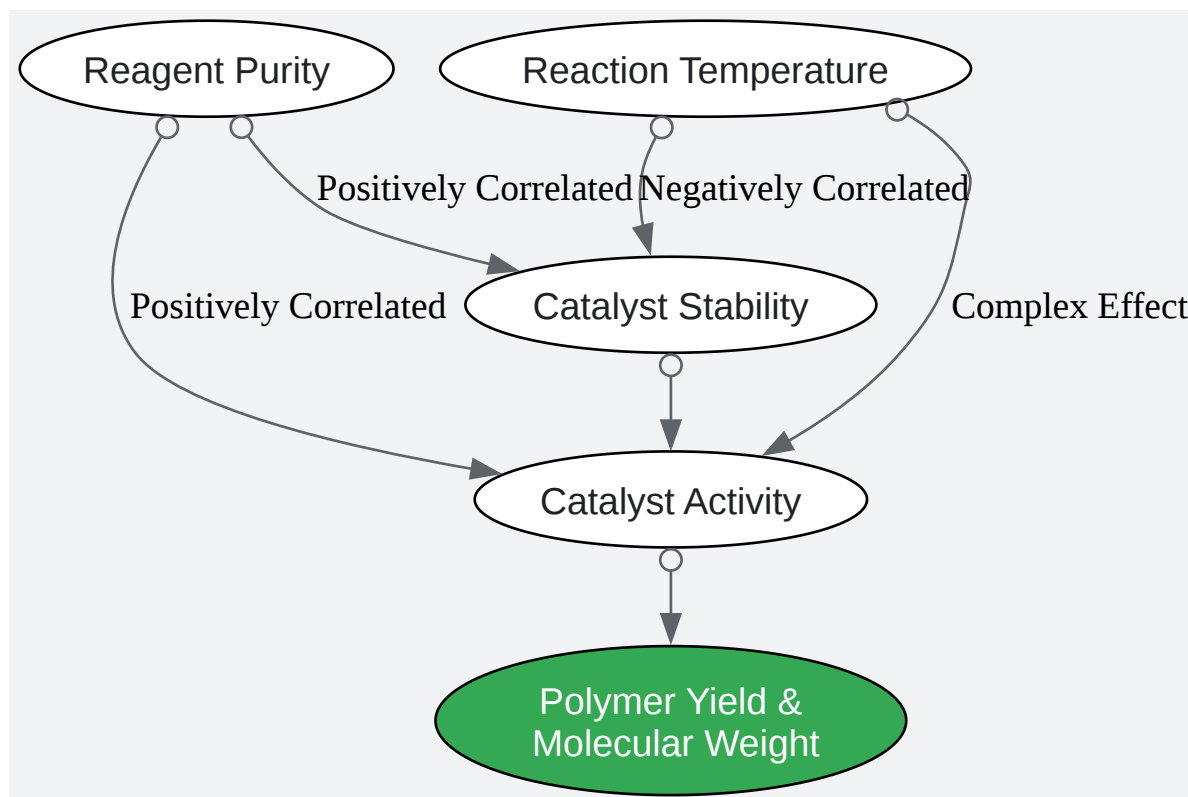 Reagent Purity
Reaction Temperature
Positively Correlated
Negatively Correlated
Positively Correlated
Catalyst Stability
Complex Effect
Catalyst Activity
Polymer Yield &
Molecular Weight